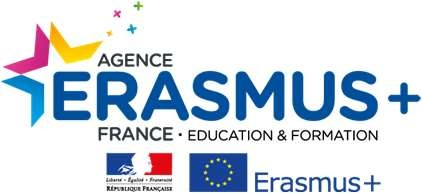 AGENCE
ERASMUS+
FRANCE • EDUCATION & FORMATION
Liberté • Égalité • Fraternité
RÉPUBLIQUE FRANÇAISE
Erasmus+